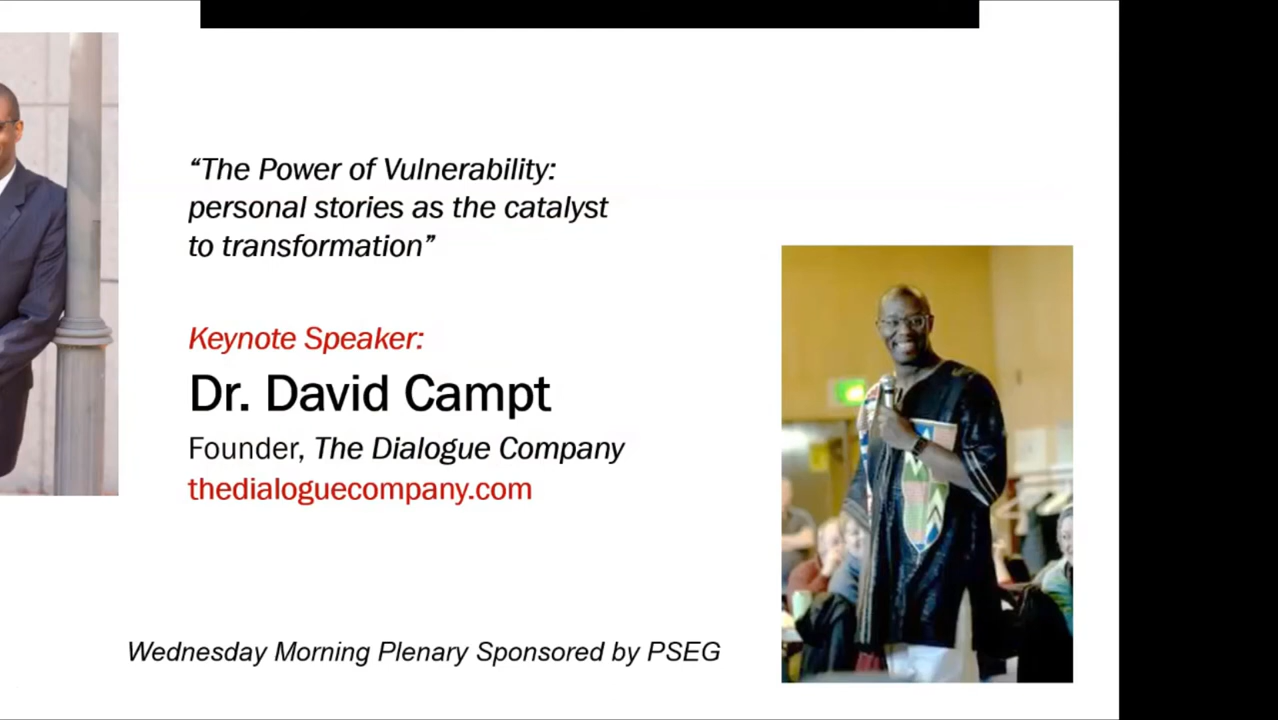 “The Power of Vulnerability:
personal stories as the catalyst
to transformation”
Keynote Speaker:
Dr. David Campt
Founder, The Dialogue Company
thedialoguecompany.com
Wednesday Morning Plenary Sponsored by PSEG